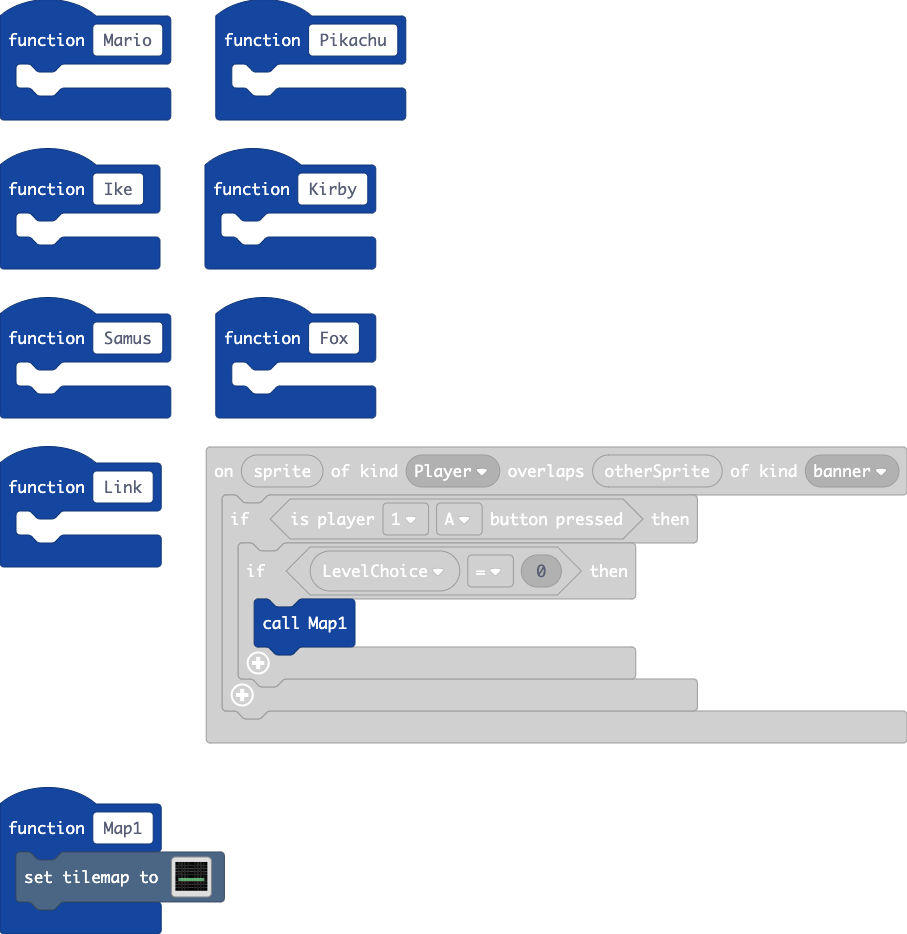 function Mario
function Pikachu
function Ike
function Kirby
function Samus
function Fox
function Link
on sprite of kind Player overlaps otherSprite of kind banner
if is player 1 A button pressed then
if LevelChoice = 0 then
call Map1
function Map1
set tilemap to